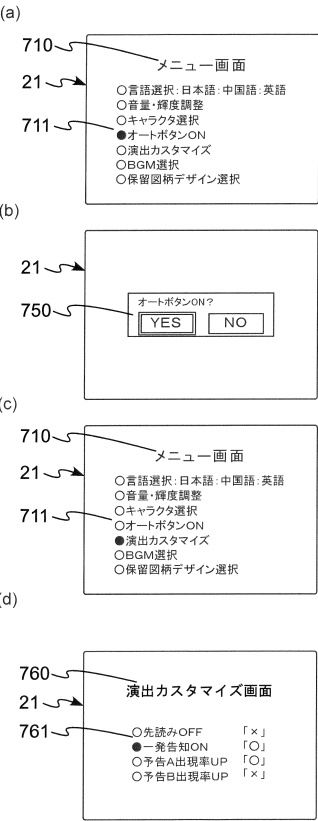 (a)
710
メニュー画面
21
○言語選択:日本語:中国語:英語
○音量・輝度調整
711
○キャラクタ選択
●オートボタンON
○演出カスタマイズ
○BGM選択
○保留図柄デザイン選択
(b)
21
オートボタンON?
750
YES NO
(c)
710
メニュー画面
21
○言語選択:日本語:中国語:英語
○音量・輝度調整
711
○キャラクタ選択
○オートボタンON
●演出カスタマイズ
○BGM選択
○保留図柄デザイン選択
(d)
760
演出カスタマイズ画面
21
761
○先読みOFF 「×」
●一発告知ON 「○」
○予告A出現率UP 「○」
○予告B出現率UP 「×」